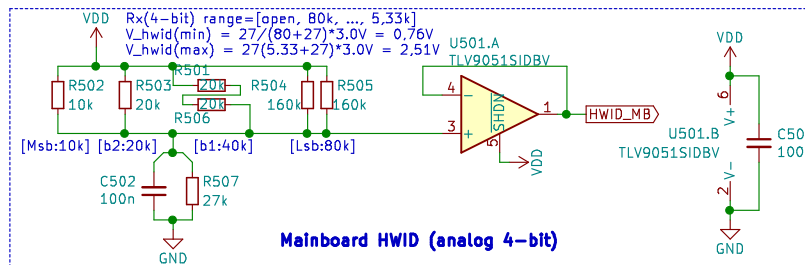 Rx(4-bit) range=[open, 80k, ..., 5,33k]
VDD
V_hwid(min) = 27/(80+27)*3.0V = 0,76V
V_hwid(max) = 27(5.33+27)*3.0V = 2,51V
U501.A
TLV9051SIDBV
VDD
R502
10k
R503
20k
R501
20k
20k
R506
R504
160k
R505
160k
4
-
3
+
1
SHDN
5
VDD
HWID_MB
6
V+
U501.B
TLV9051SIDBV
V-
2
C50
100
[Msb:10k]
[b2:20k]
[b1:40k]
[Lsb:80k]
C502
100n
R507
27k
GND
GND
Mainboard HWID (analog 4-bit)